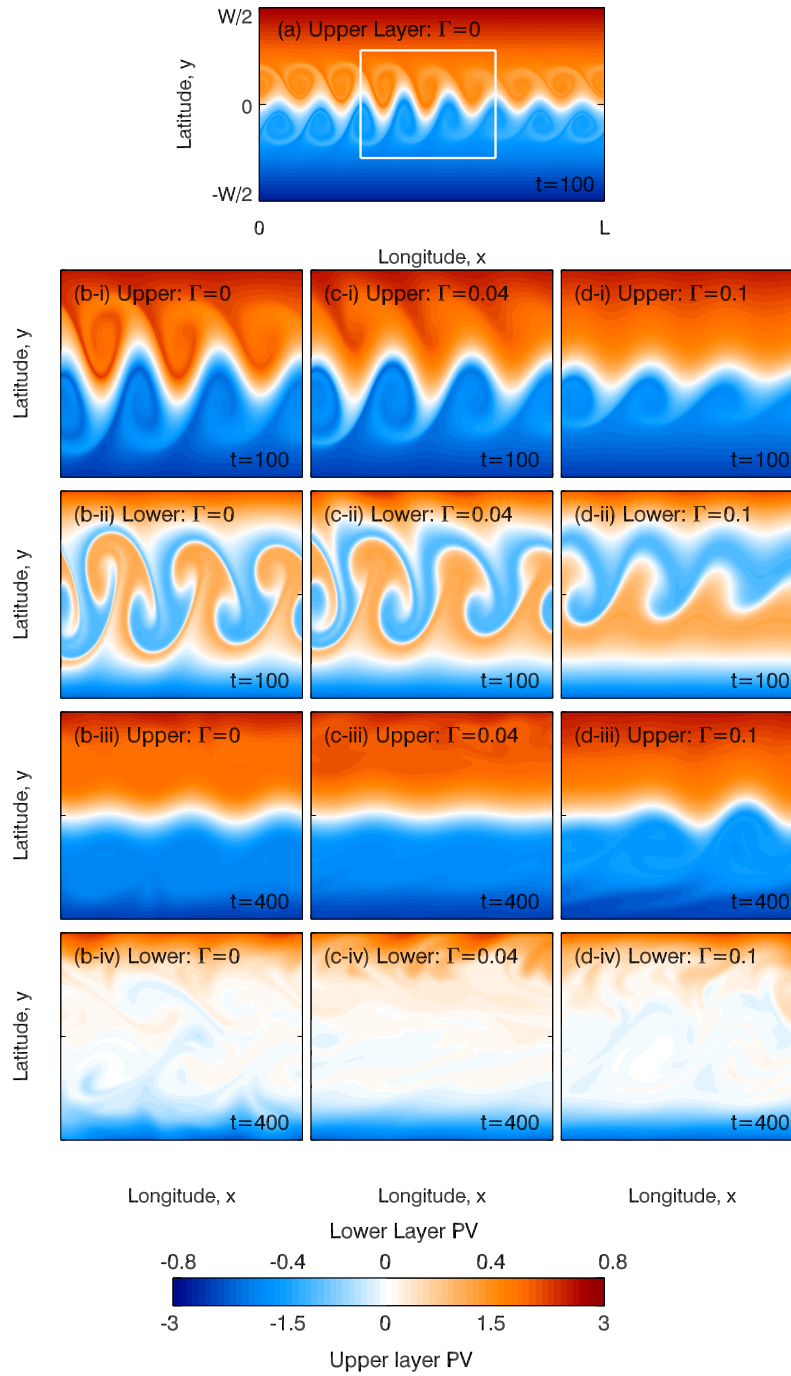 W/2
(a) Upper Layer: Γ=0
Latitude, y
0
-W/2
t=100
0
L
Longitude, x
(b-i) Upper: Γ=0
(c-i) Upper: Γ=0.04
(d-i) Upper: Γ=0.1
Latitude, y
t=100
t=100
t=100
(b-ii) Lower: Γ=0
(c-ii) Lower: Γ=0.04
(d-ii) Lower: Γ=0.1
Latitude, y
t=100
t=100
t=100
(b-iii) Upper: Γ=0
(c-iii) Upper: Γ=0.04
(d-iii) Upper: Γ=0.1
Latitude, y
t=400
t=400
t=400
(b-iv) Lower: Γ=0
(c-iv) Lower: Γ=0.04
(d-iv) Lower: Γ=0.1
Latitude, y
t=400
t=400
t=400
Longitude, x
Longitude, x
Longitude, x
Lower Layer PV
-0.8 -0.4 0 0.4 0.8
-3 -1.5 0 1.5 3
Upper layer PV